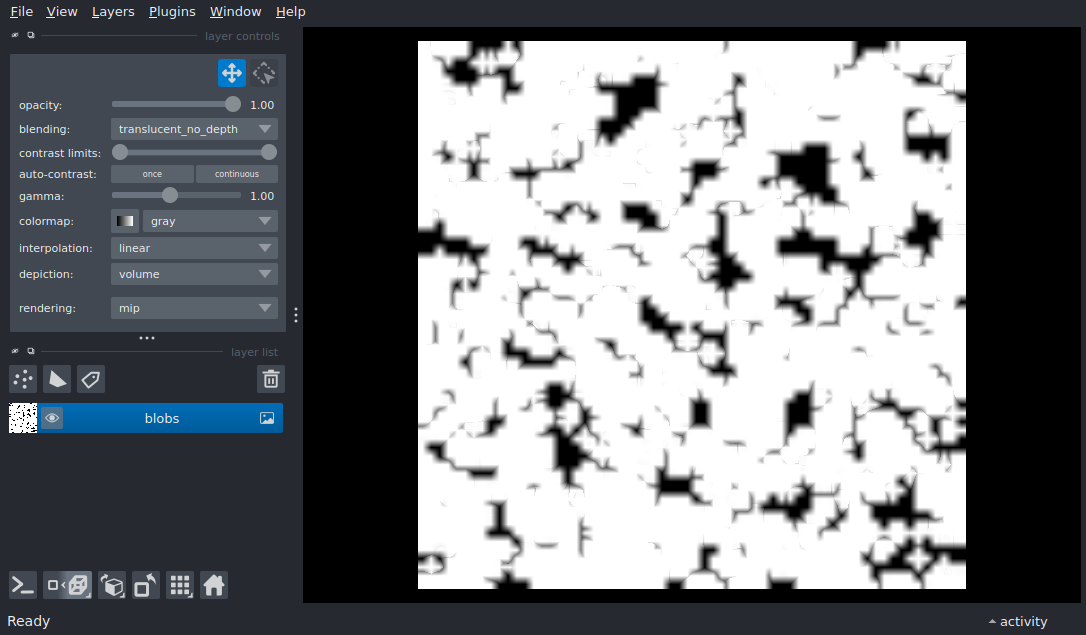 File View Layers Plugins Window Help
layer controls
opacity: 1.00
blending: translucent_no_depth
contrast limits:
auto-contrast: once continuous
gamma: 1.00
colormap: gray
interpolation: linear
depiction: volume
rendering: mip
layer list
blobs
Ready activity